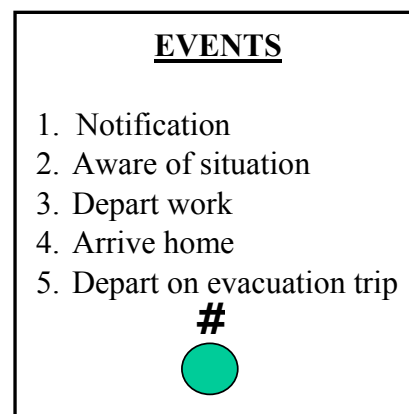 EVENTS
1. Notification
2. Aware of situation
3. Depart work
4. Arrive home
5. Depart on evacuation trip
#